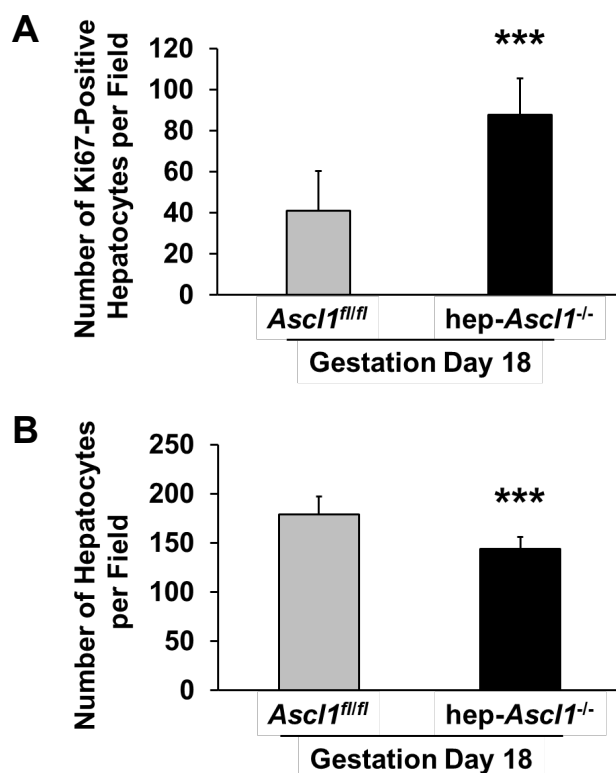 A
Number of Ki67-Positive
Hepatocytes per Field
120
100
80
60
40
20
0
***
Ascl1fl/fl
hep-Ascl1-/-
Gestation Day 18
B
Number of Hepatocytes
per Field
250
200
150
100
50
0
***
Ascl1fl/fl
hep-Ascl1-/-
Gestation Day 18